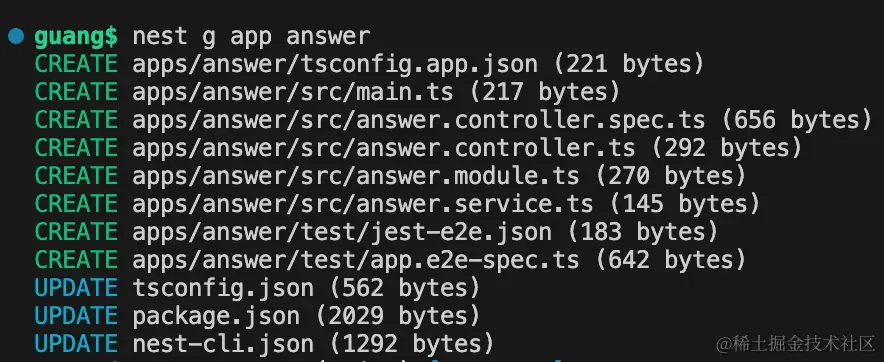 guang$ nest g app answer
CREATE apps/answer/tsconfig.app.json (221 bytes)
CREATE apps/answer/src/main.ts (217 bytes)
CREATE apps/answer/src/answer.controller.spec.ts (656 bytes)
CREATE apps/answer/src/answer.controller.ts (292 bytes)
CREATE apps/answer/src/answer.module.ts (270 bytes)
CREATE apps/answer/src/answer.service.ts (145 bytes)
CREATE apps/answer/test/jest-e2e.json (183 bytes)
CREATE apps/answer/test/app.e2e-spec.ts (642 bytes)
UPDATE tsconfig.json (562 bytes)
UPDATE package.json (2029 bytes)
UPDATE nest-cli.json (1292 bytes)
@稀土掘金技术社区